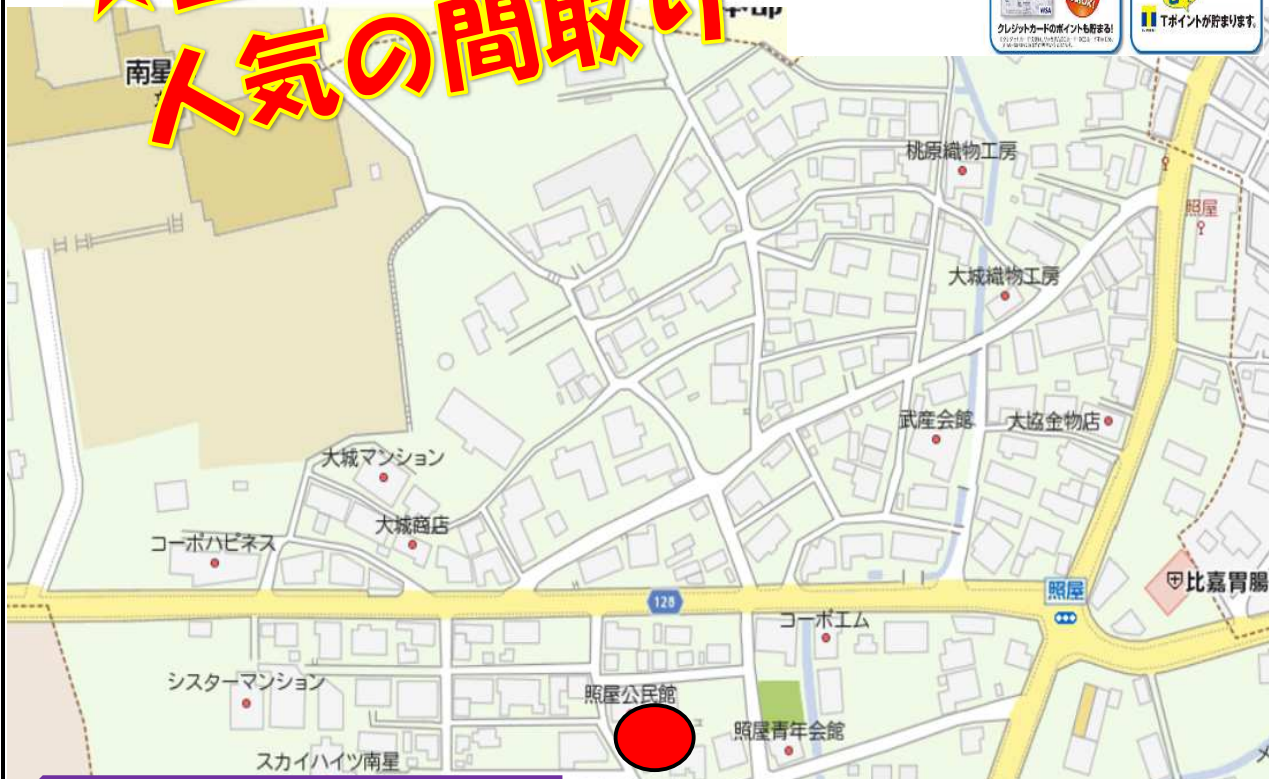 人気の間取り
VISA
クレジットカードのポイントも貯まる!
Tポイントが貯まります。
南星
桃原織物工房
照屋
大城織物工房
武産会館
大協金物店
大城マンション
大城商店
コーポハピネス
照屋
比嘉胃腸
128
コーポエム
シスターマンション
照屋公民館
照屋青年会館
スカイハイツ南星